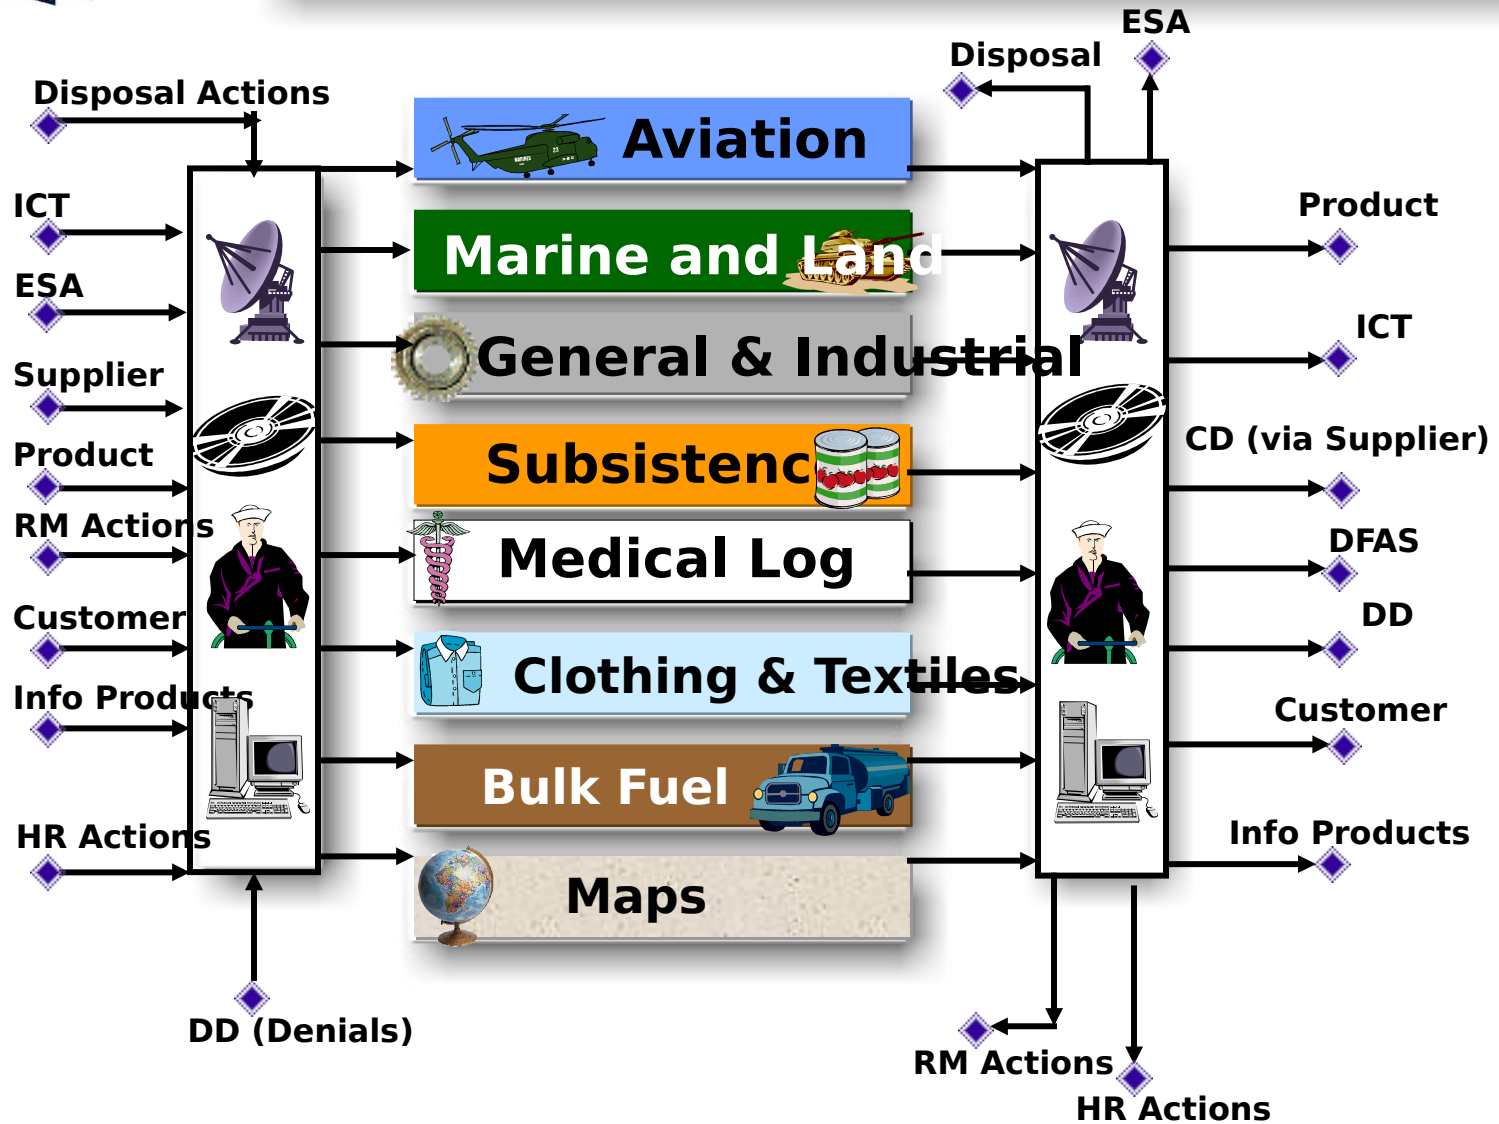 ESA
Disposal
Disposal Actions
Aviation
ICT
Product
Marine and Land
ESA
ICT
General & Industrial
Supplier
CD (via Supplier)
Product
Subsistenc
RM Actions
DFAS
Medical Log
Customer
DD
Clothing & Textiles
Info Products
Customer
Bulk Fuel
HR Actions
Info Products
Maps
DD (Denials)
RM Actions
HR Actions